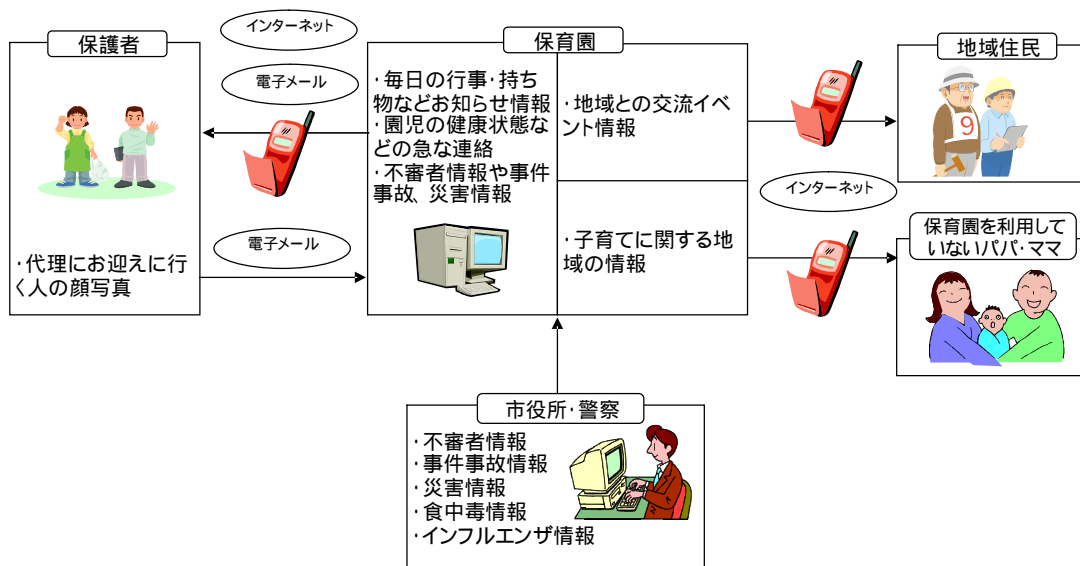 保護者
インターネット
電子メール
電子メール
・代理にお迎えに行
く人の顔写真
保育園
・毎日の行事・持ち
物などお知らせ情報
・園児の健康状態な
どの急な連絡
・不審者情報や事件
事故、災害情報
・地域との交流イベ
ント情報
・子育てに関する地
域の情報
インターネット
地域住民
9
保育園を利用して
いないパパ・ママ
市役所・警察
・不審者情報
・事件事故情報
・災害情報
・食中毒情報
・インフルエンザ情報